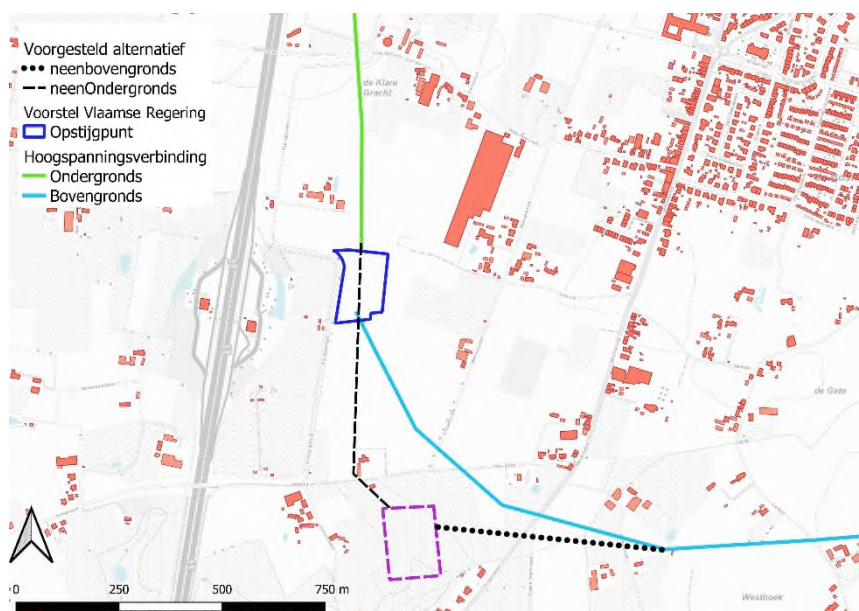 Voorgesteld alternatief
neenbovengronds
neenOndergronds
Voorstel Vlaamse Regering
Opstijgpunt
Hoogspanningsverbinding
Ondergronds
Bovengronds
de Klare
Gracht
de Gete
Westhoek
0 250 500 750 m